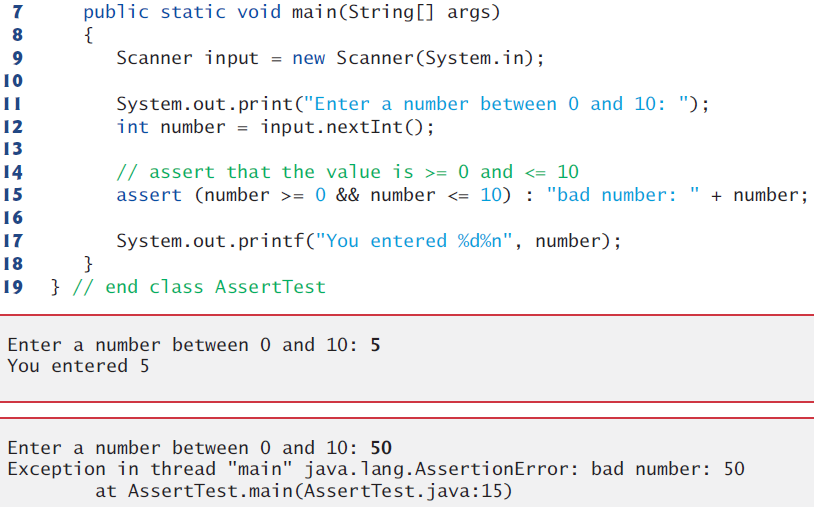 7 public static void main(String[] args)
8 {
9 Scanner input = new Scanner(System.in);
10
11 System.out.print("Enter a number between 0 and 10: ");
12 int number = input.nextInt();
13
14 // assert that the value is >= 0 and <= 10
15 assert (number >= 0 && number <= 10) : "bad number: " + number;
16
17 System.out.printf("You entered %d%n", number);
18 }
19 } // end class AssertTest
Enter a number between 0 and 10: 5
You entered 5
Enter a number between 0 and 10: 50
Exception in thread "main" java.lang.AssertionError: bad number: 50
at AssertTest.main(AssertTest.java:15)